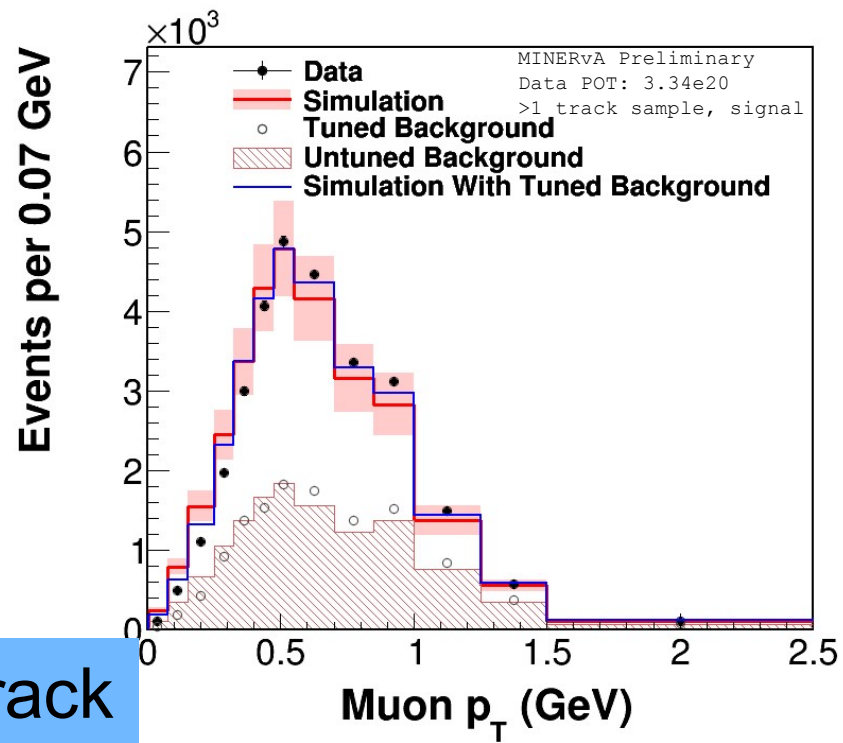 ×10³
MINERvA Preliminary
Data POT: 3.34e20
>1 track sample, signal
Data
Simulation
Tuned Background
Untuned Background
Simulation With Tuned Background
Events per 0.07 GeV
7
6
5
4
3
2
1
0
0 0.5 1 1.5 2 2.5
Muon p_T (GeV)
rack